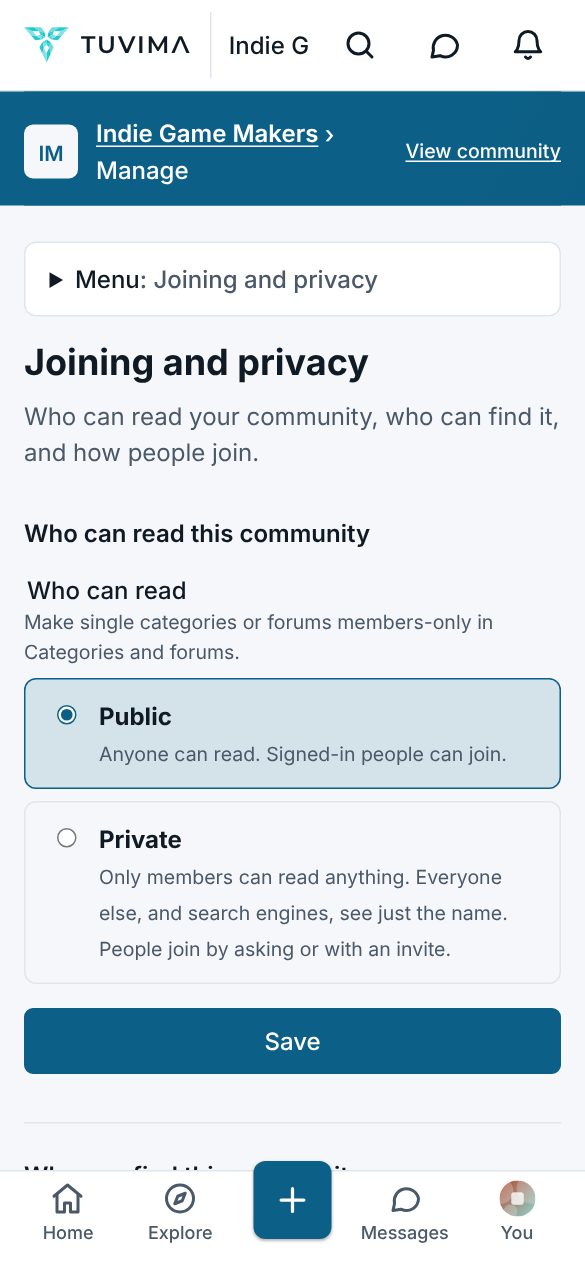 TUVIMA
Indie G
IM
Indie Game Makers ›
Manage
View community
Menu: Joining and privacy
Joining and privacy
Who can read your community, who can find it,
and how people join.
Who can read this community
Who can read
Make single categories or forums members-only in
Categories and forums.
Public
Anyone can read. Signed-in people can join.
Private
Only members can read anything. Everyone
else, and search engines, see just the name.
People join by asking or with an invite.
Save
Home
Explore
Messages
You